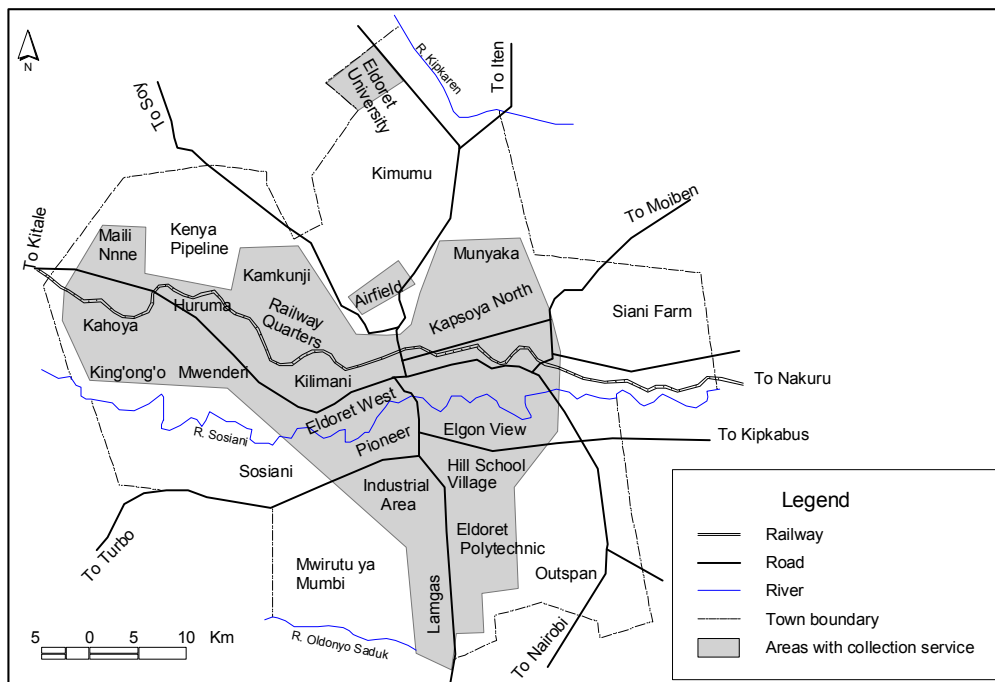 N
To Soy
Eldoret
University
R. Kipkaren
To Iten
Kimumu
To Moiben
To Kitale
Maili
Nnne
Kenya
Pipeline
Kamkunji
Munyaka
Airfield
Siani Farm
Huruma
Railway
Quarters
Kapsoya North
Kahoya
King'ong'o
Mwenderi
Kilimani
To Nakuru
Eldoret West
R. Sosiani
Pioneer
Elgon View
To Kipkabus
Sosiani
Hill School
Village
Industrial
Area
Eldoret
Polytechnic
To Turbo
Mwirutu ya
Mumbi
Outspan
Lamgas
To Nairobi
R. Oldonyo Saduk
5 0 5 10 Km
Legend
Railway
Road
River
Town boundary
Areas with collection service